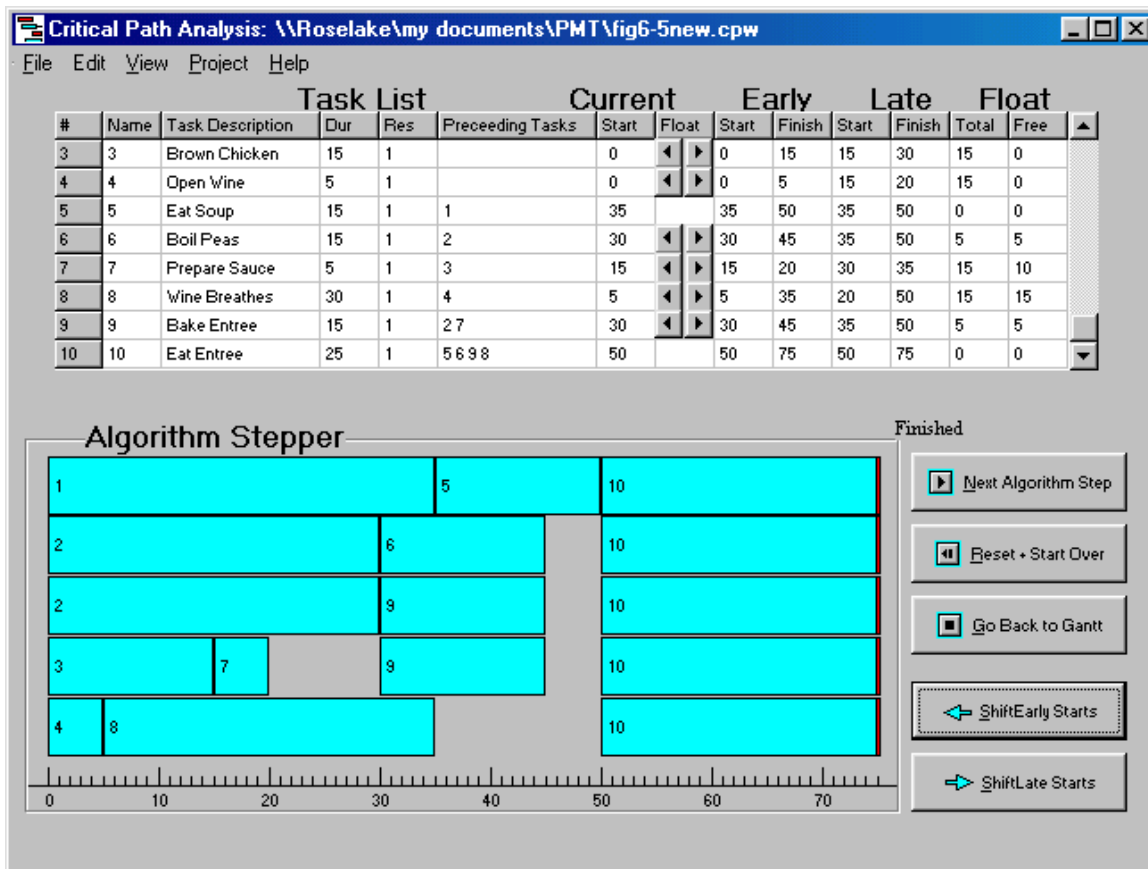 Critical Path Analysis: \\Roselake\my documents\PMT\fig6-5new.cpw
File Edit View Project Help
Task List Current Early Late Float
# Name Task Description Dur Res Preceeding Tasks Start Float Start Finish Start Finish Total Free
3 3 Brown Chicken 15 1 0 0 15 15 30 15 0
4 4 Open Wine 5 1 0 0 5 15 20 15 0
5 5 Eat Soup 15 1 1 35 35 50 35 50 0 0
6 6 Boil Peas 15 1 2 30 30 45 35 50 5 5
7 7 Prepare Sauce 5 1 3 15 15 20 30 35 15 10
8 8 Wine Breathes 30 1 4 5 5 35 20 50 15 15
9 9 Bake Entree 15 1 2 7 30 30 45 35 50 5 5
10 10 Eat Entree 25 1 5 6 9 8 50 50 75 50 75 0 0
Algorithm Stepper
Finished
1 5 10
2 6 10
2 9 10
3 7 9 10
4 8 10
0 10 20 30 40 50 60 70
Next Algorithm Step
Reset + Start Over
Go Back to Gantt
ShiftEarly Starts
ShiftLate Starts